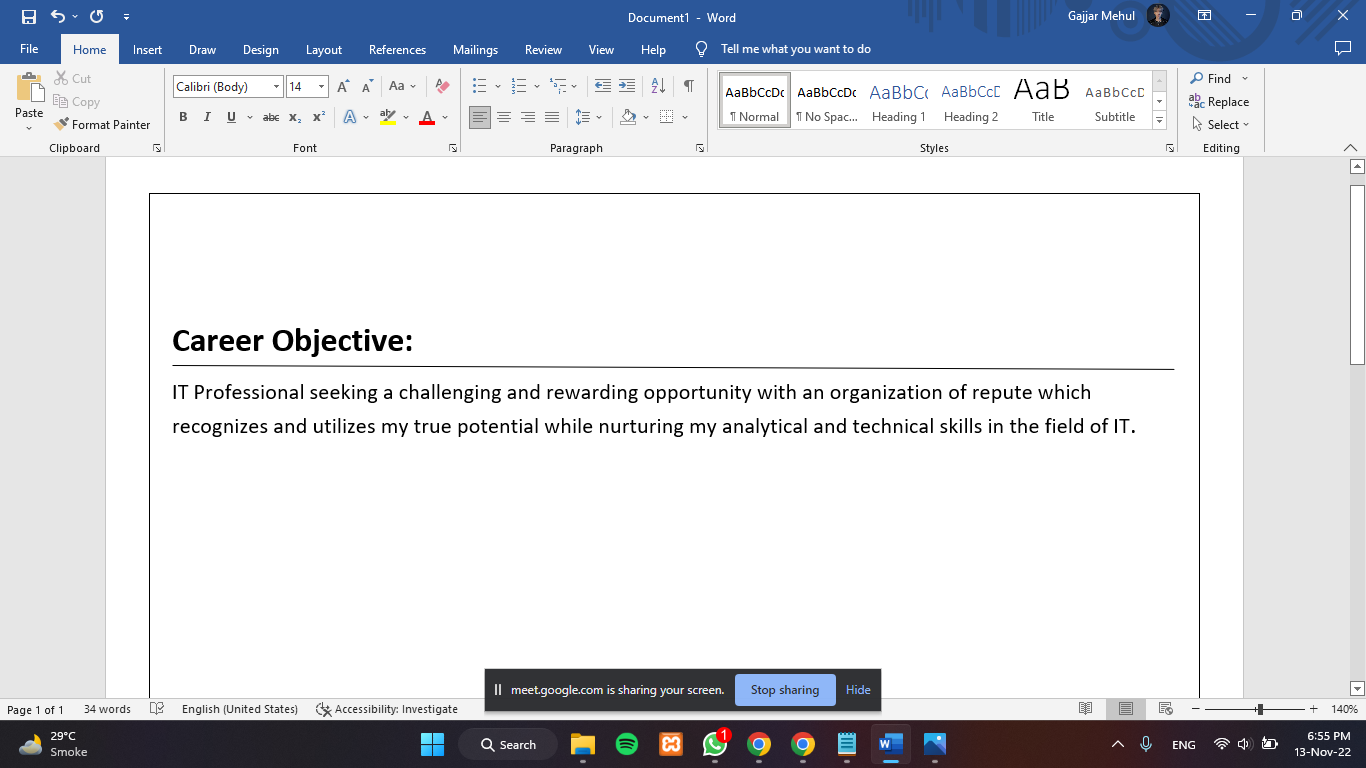 Document1 - Word
Gajjar Mehul
File Home Insert Draw Design Layout References Mailings Review View Help Tell me what you want to do
Paste
Cut
Copy
Format Painter
Clipboard
Calibri (Body) 14
Aa
B I U abc x₂ x²
A A
Font
Paragraph
AaBbCcDc AaBbCcDc AaBbCc AaBbCcD AaB AaBbCcD
¶ Normal ¶ No Spac... Heading 1 Heading 2 Title Subtitle
Styles
Find
Replace
Select
Editing
Career Objective:
IT Professional seeking a challenging and rewarding opportunity with an organization of repute which
recognizes and utilizes my true potential while nurturing my analytical and technical skills in the field of IT.
meet.google.com is sharing your screen. Stop sharing Hide
Page 1 of 1 34 words English (United States) Accessibility: Investigate 140%
29°C
Smoke
Search
1
ENG
6:55 PM
13-Nov-22